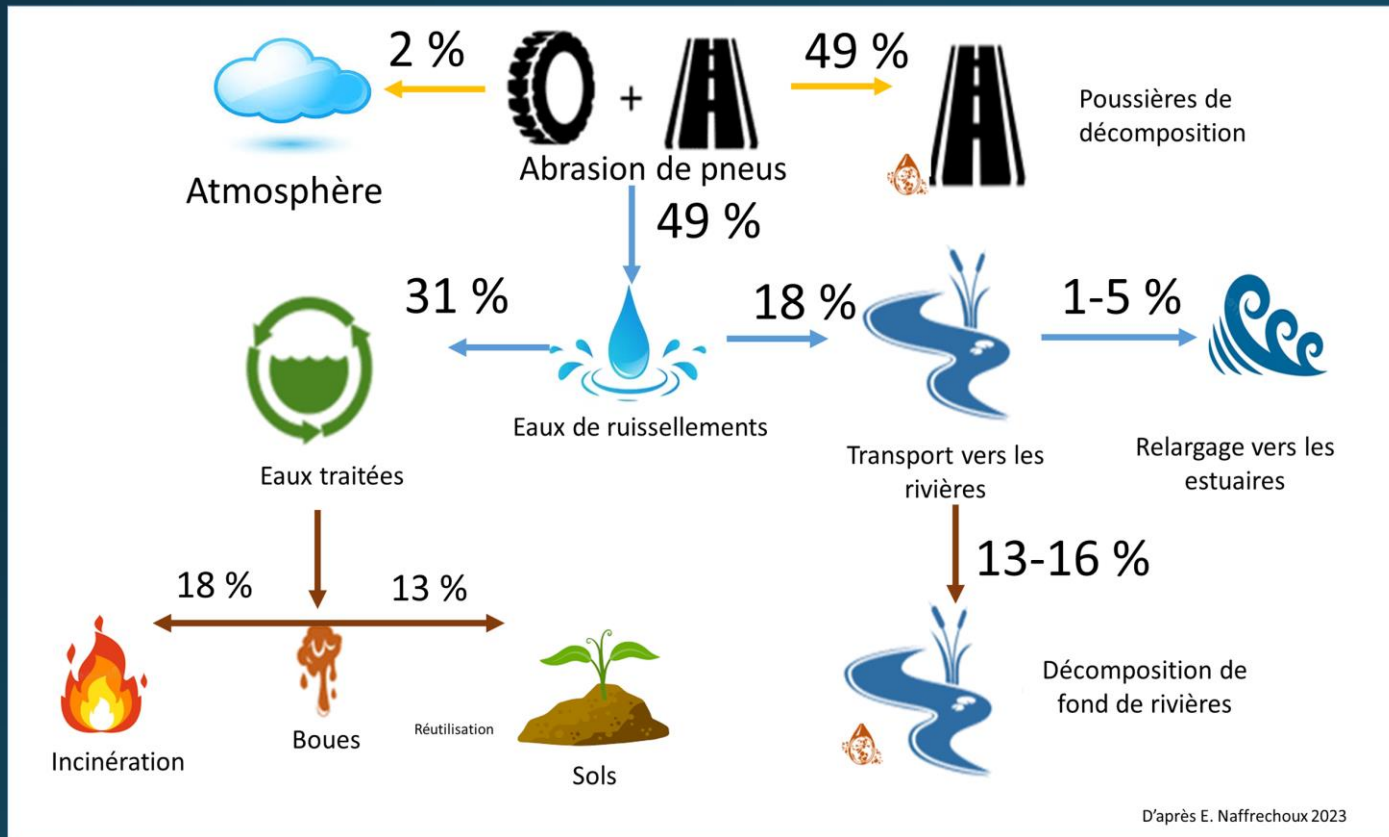 2 %
49 %
+
Poussières de
décomposition
Atmosphère
Abrasion de pneus
49 %
31 %
18 %
1-5 %
Eaux de ruissellements
Eaux traitées
Transport vers les
rivières
Relargage vers les
estuaires
13-16 %
18 %
13 %
Décomposition de
fond de rivières
Incinération
Boues
Réutilisation
Sols
D'après E. Naffrechoux 2023